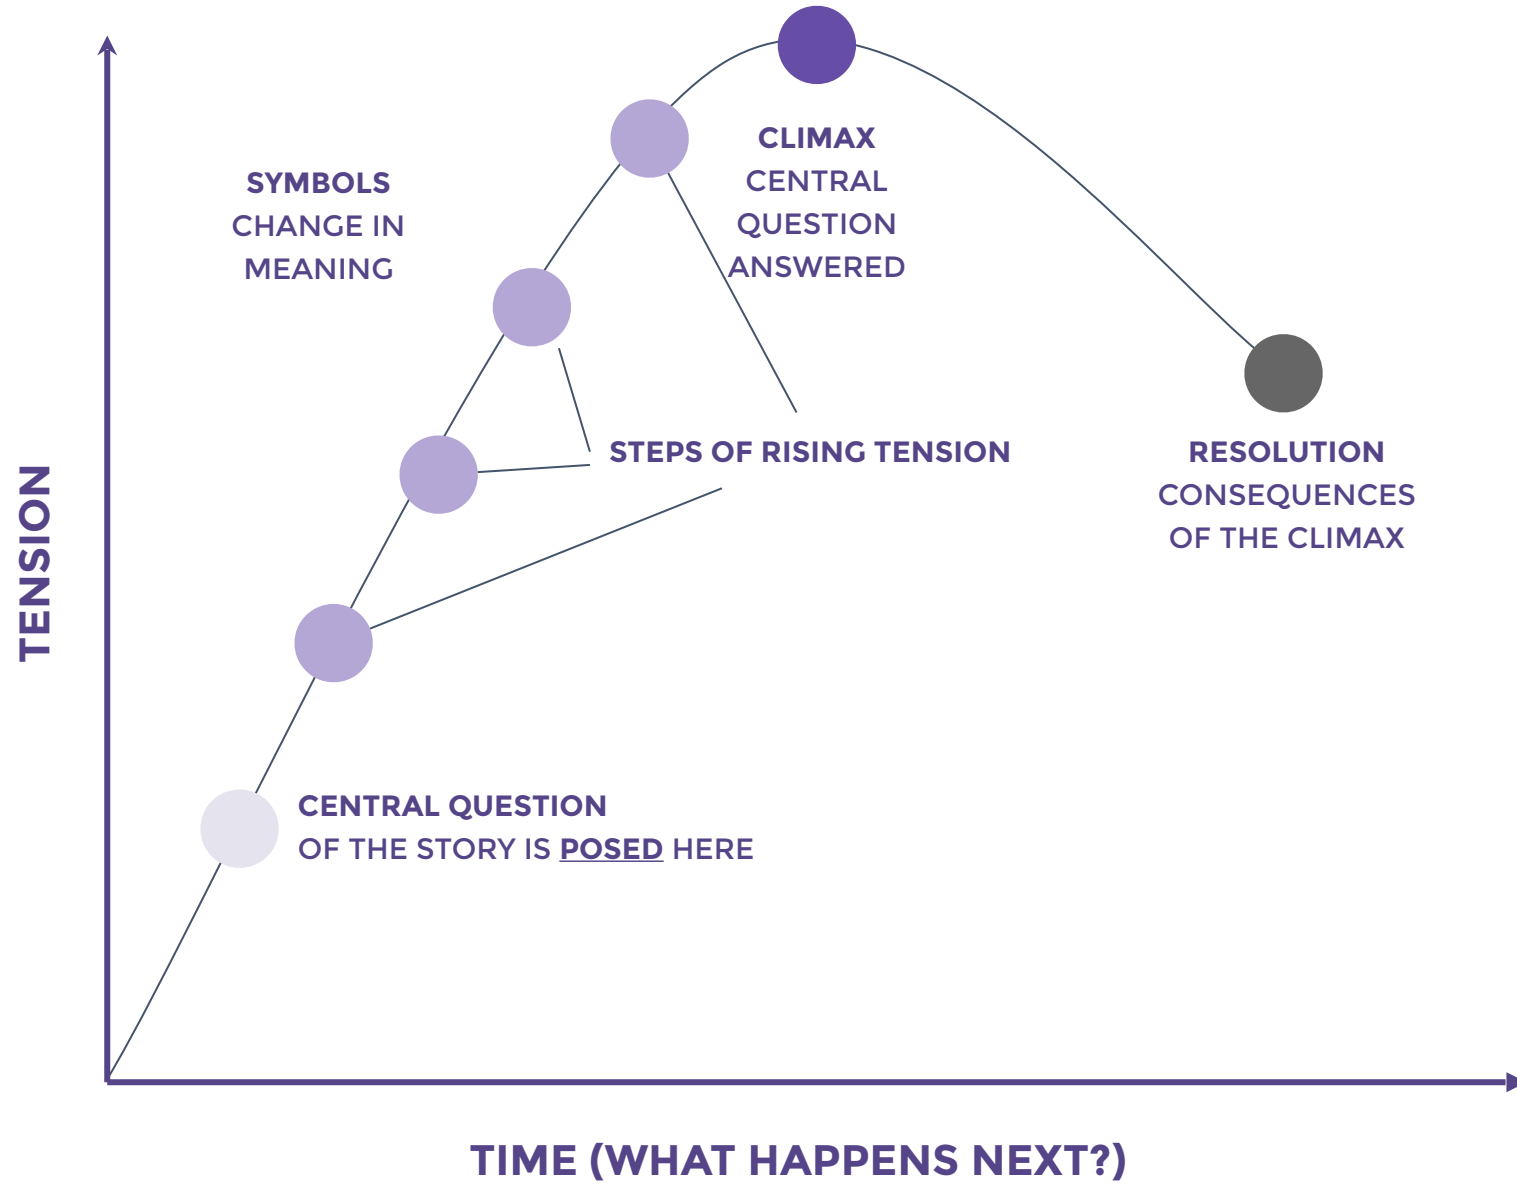 CLIMAX
CENTRAL
QUESTION
ANSWERED
SYMBOLS
CHANGE IN
MEANING
STEPS OF RISING TENSION
RESOLUTION
CONSEQUENCES
OF THE CLIMAX
TENSION
CENTRAL QUESTION
OF THE STORY IS POSED HERE
TIME (WHAT HAPPENS NEXT?)